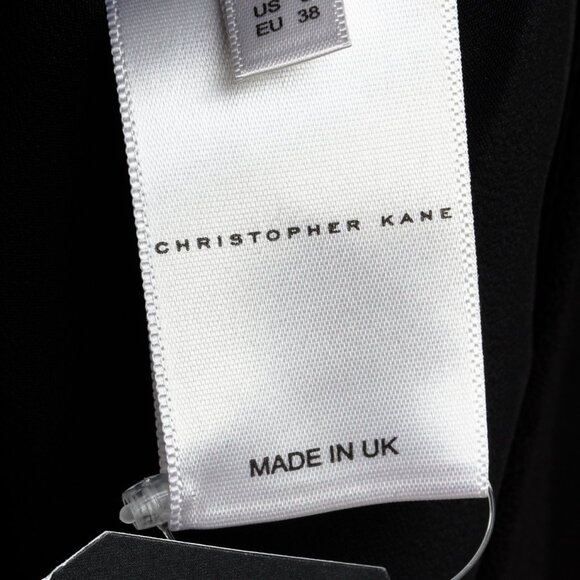 US
EU 38
CHRISTOPHER KANE
MADE IN UK